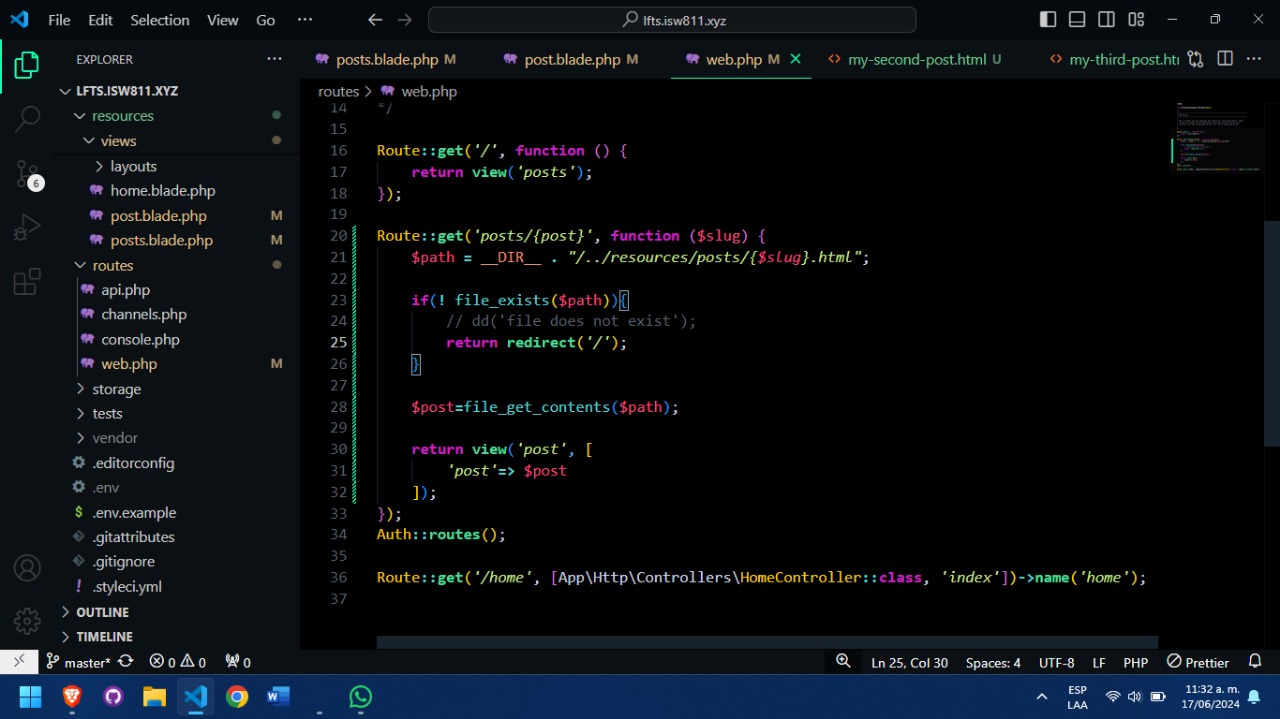 File Edit Selection View Go ··· lfts.isw811.xyz
EXPLORER ···
posts.blade.php M post.blade.php M web.php M my-second-post.html U my-third-post.ht
LFTS.ISW811.XYZ
resources
views
layouts
home.blade.php
post.blade.php M
posts.blade.php M
routes
api.php
channels.php
console.php
web.php M
storage
tests
vendor
.editorconfig
.env
.env.example
.gitattributes
.gitignore
.styleci.yml
OUTLINE
TIMELINE
6
routes > web.php
14 */
15
16 Route::get('/', function () {
17     return view('posts');
18 });
19
20 Route::get('posts/{post}', function ($slug) {
21     $path = __DIR__ . "/../resources/posts/{$slug}.html";
22
23     if(! file_exists($path)){
24         // dd('file does not exist');
25         return redirect('/');
26     }
27
28     $post=file_get_contents($path);
29
30     return view('post', [
31         'post'=> $post
32     ]);
33 });
34 Auth::routes();
35
36 Route::get('/home', [App\Http\Controllers\HomeController::class, 'index'])->name('home');
37
master* 0 0 0 Ln 25, Col 30 Spaces: 4 UTF-8 LF PHP Prettier
ESP
LAA
11:32 a. m.
17/06/2024